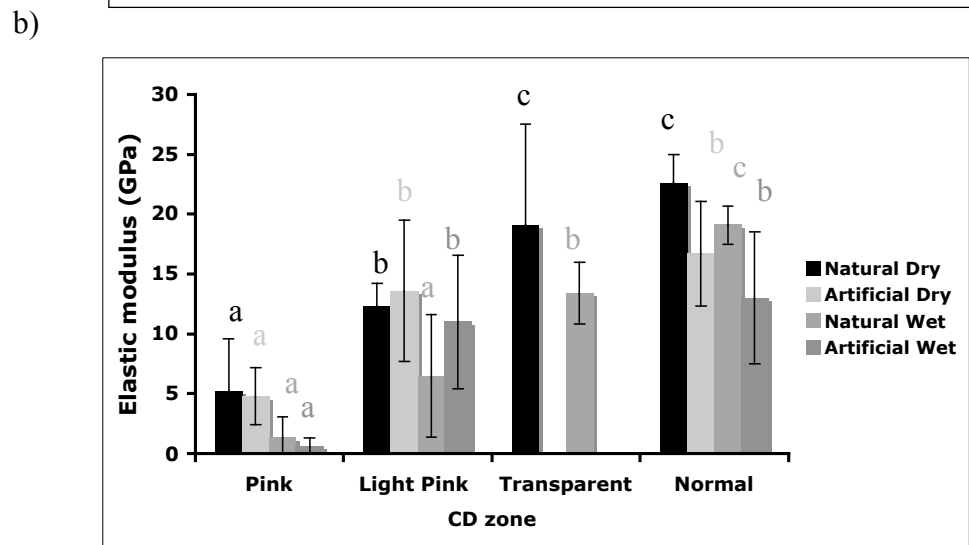 b)
30
25
20
15
10
5
0
Elastic modulus (GPa)
a
a
a
a
b
b
a
b
c
b
c
b
c
b
Pink
Light Pink
Transparent
Normal
CD zone
Natural Dry
Artificial Dry
Natural Wet
Artificial Wet